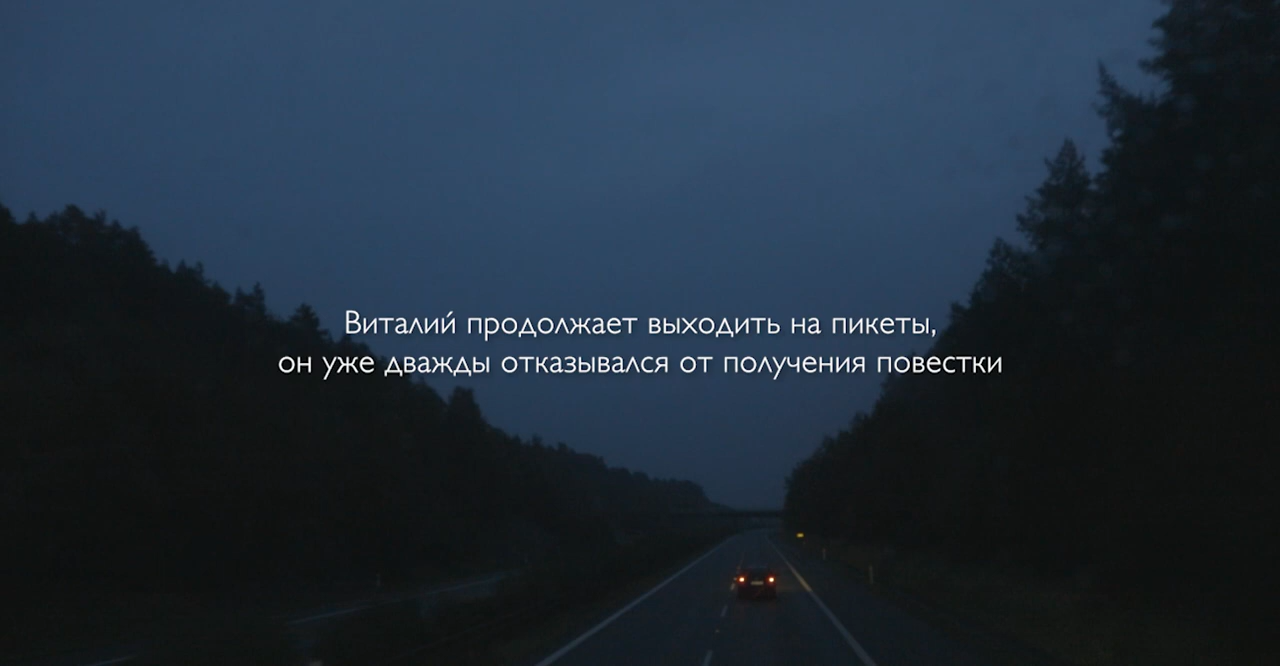 Виталий продолжает выходить на пикеты,
он уже дважды отказывался от получения повестки